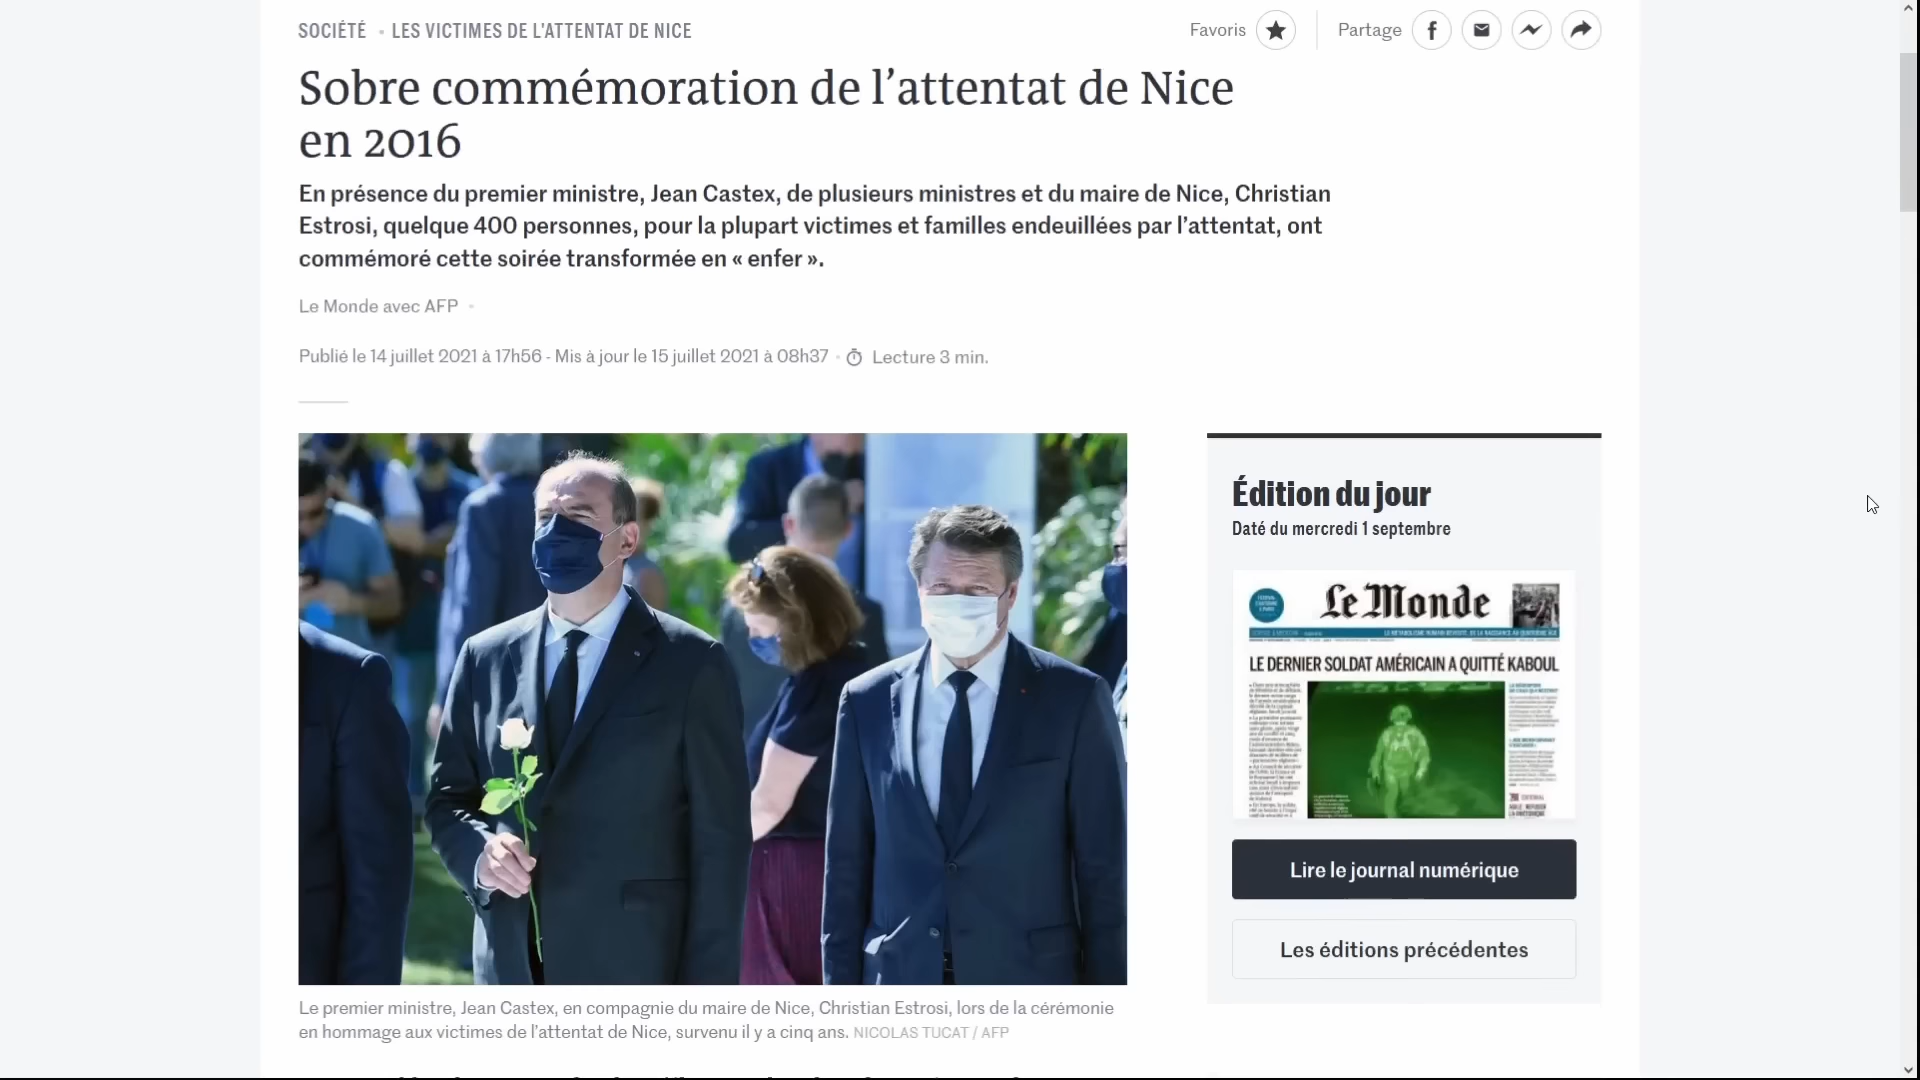 SOCIÉTÉ • LES VICTIMES DE L'ATTENTAT DE NICE
Favoris
Partage
Sobre commémoration de l’attentat de Nice
en 2016
En présence du premier ministre, Jean Castex, de plusieurs ministres et du maire de Nice, Christian
Estrosi, quelque 400 personnes, pour la plupart victimes et familles endeuillées par l’attentat, ont
commémoré cette soirée transformée en « enfer ».
Le Monde avec AFP •
Publié le 14 juillet 2021 à 17h56 - Mis à jour le 15 juillet 2021 à 08h37 • Lecture 3 min.
Le premier ministre, Jean Castex, en compagnie du maire de Nice, Christian Estrosi, lors de la cérémonie
en hommage aux victimes de l’attentat de Nice, survenu il y a cinq ans. NICOLAS TUCAT / AFP
Édition du jour
Daté du mercredi 1 septembre
Le Monde
LE DERNIER SOLDAT AMÉRICAIN A QUITTÉ KABOUL
Lire le journal numérique
Les éditions précédentes